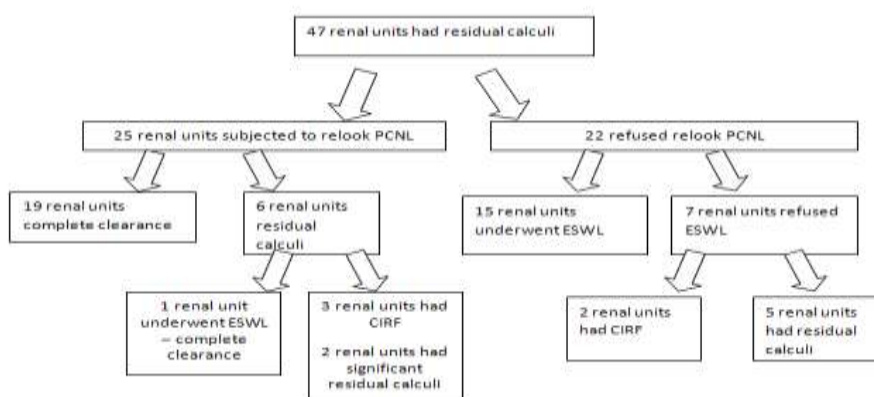 47 renal units had residual calculi
25 renal units subjected to relook PCNL
22 refused relook PCNL
19 renal units
complete clearance
6 renal units
residual
calculi
15 renal units
underwent ESWL
7 renal units refused
ESWL
1 renal unit
underwent ESWL
= complete
clearance
3 renal units had
CIRF
2 renal units had
significant
residual calculi
2 renal units
had CIRF
5 renal units
had residual
calculi